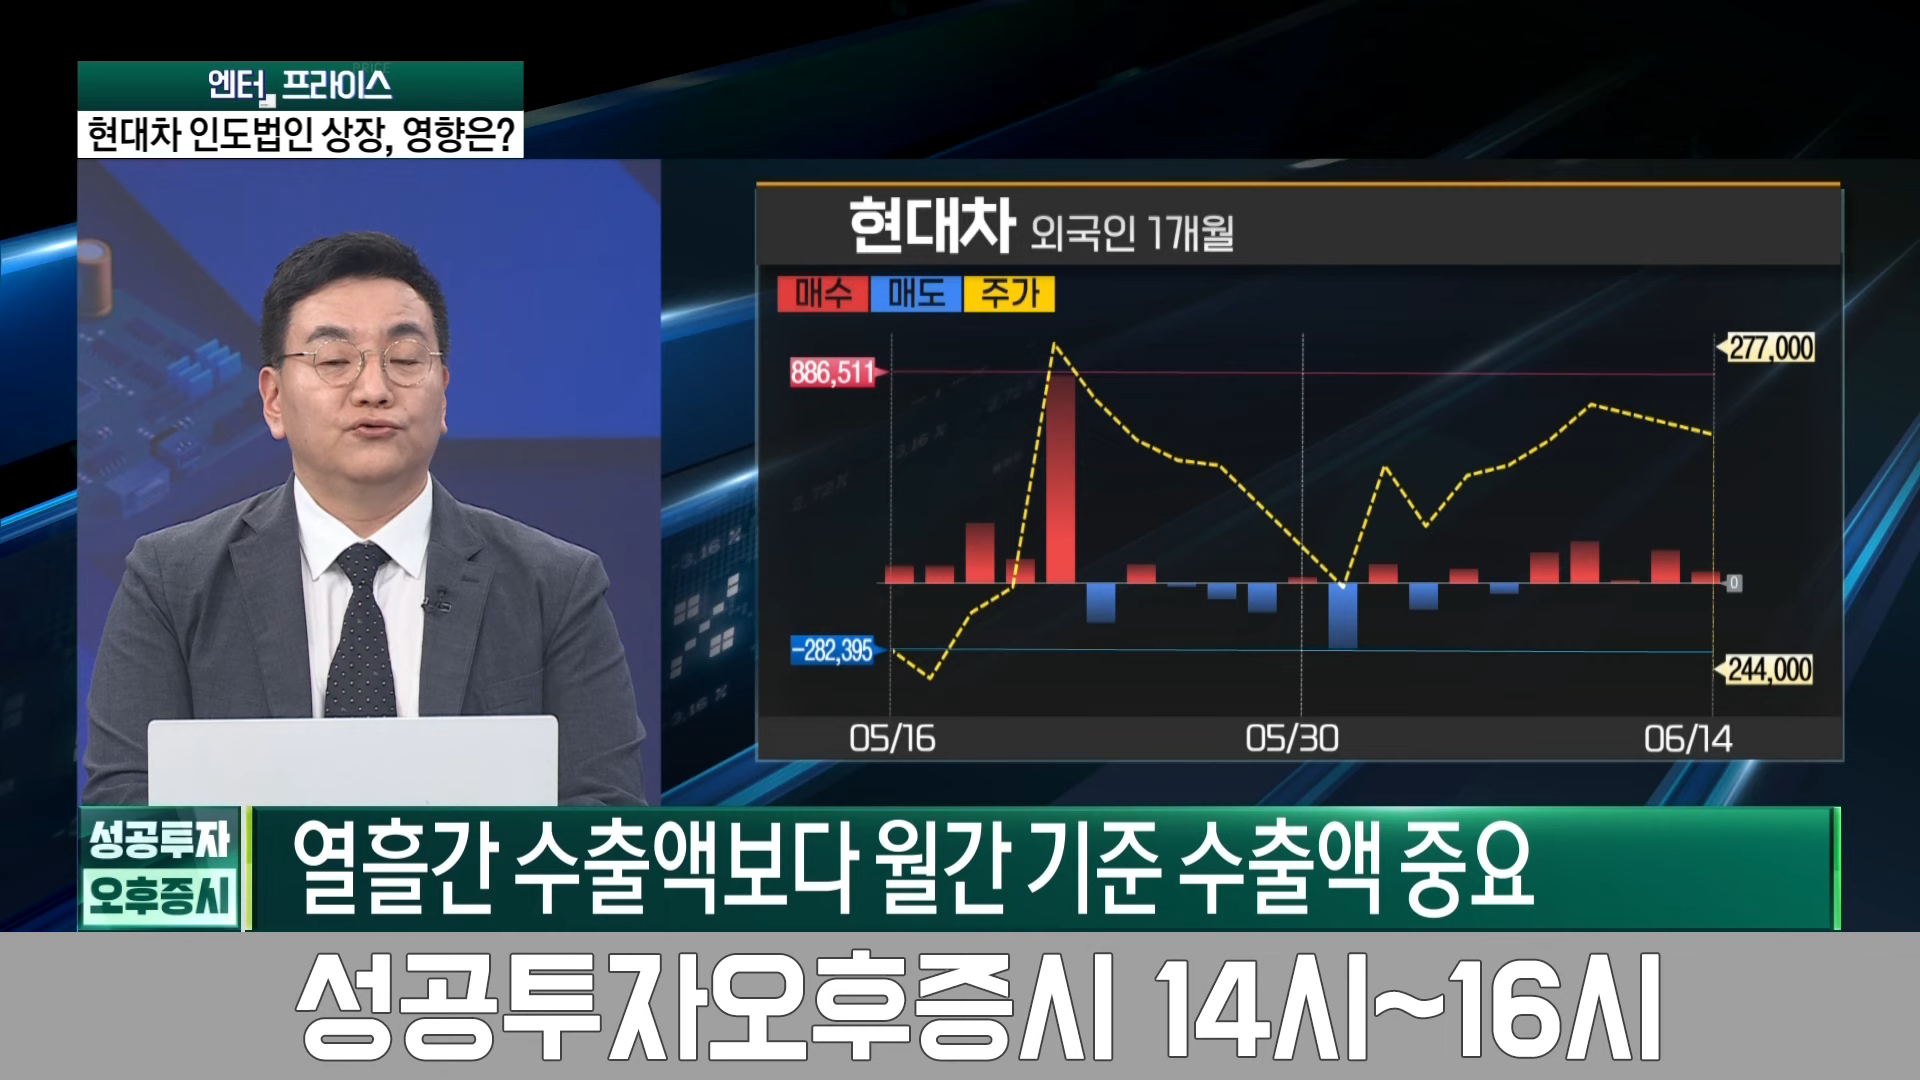 엔터 프라이스
현대차 인도법인 상장, 영향은?
현대차 외국인 1개월
매수 매도 주가
886,511
277,000
0
-282,395
244,000
05/16 05/30 06/14
성공투자
오후증시
열흘간 수출액보다 월간 기준 수출액 중요
성공투자오후증시 14시~16시